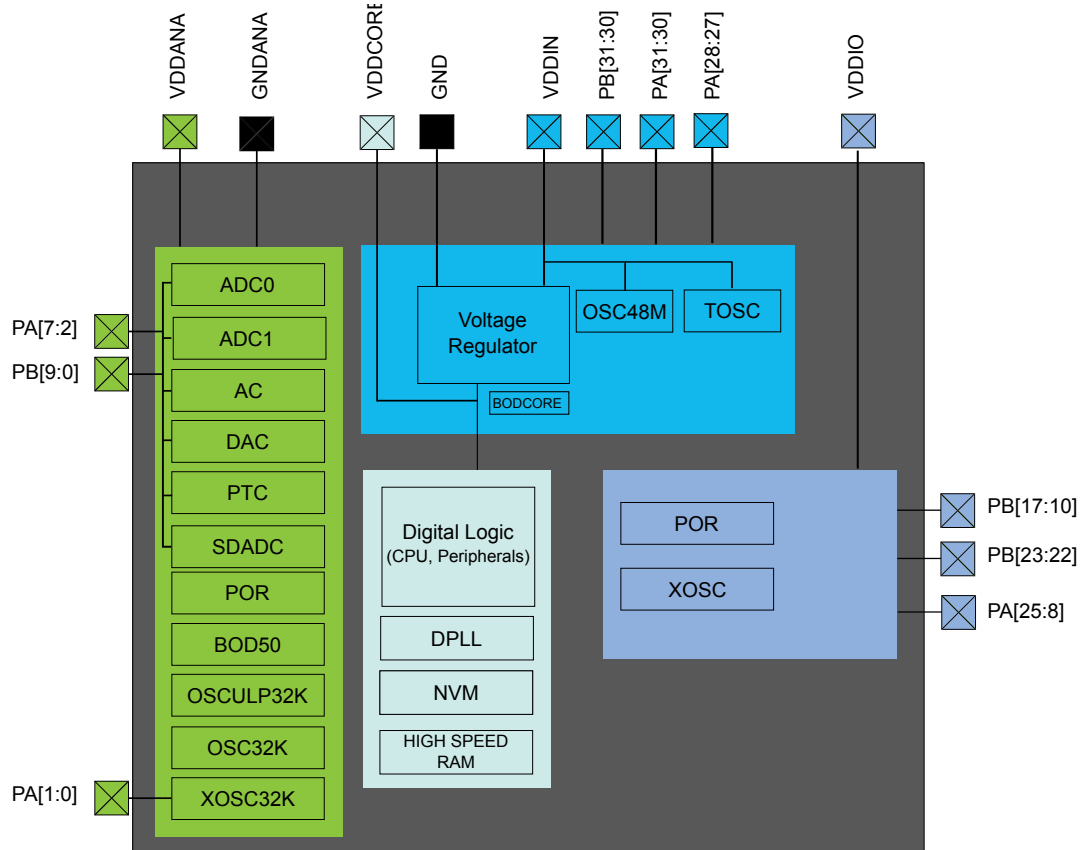 VDDANA
GNDANA
VDDCORE
GND
VDDIN
PB[31:30]
PA[31:30]
PA[28:27]
VDDIO
PA[7:2]
PB[9:0]
PA[1:0]
ADC0
ADC1
AC
DAC
PTC
SDADC
POR
BOD50
OSCULP32K
OSC32K
XOSC32K
Voltage
Regulator
OSC48M
TOSC
BODCORE
Digital Logic
(CPU, Peripherals)
DPLL
NVM
HIGH SPEED
RAM
POR
XOSC
PB[17:10]
PB[23:22]
PA[25:8]